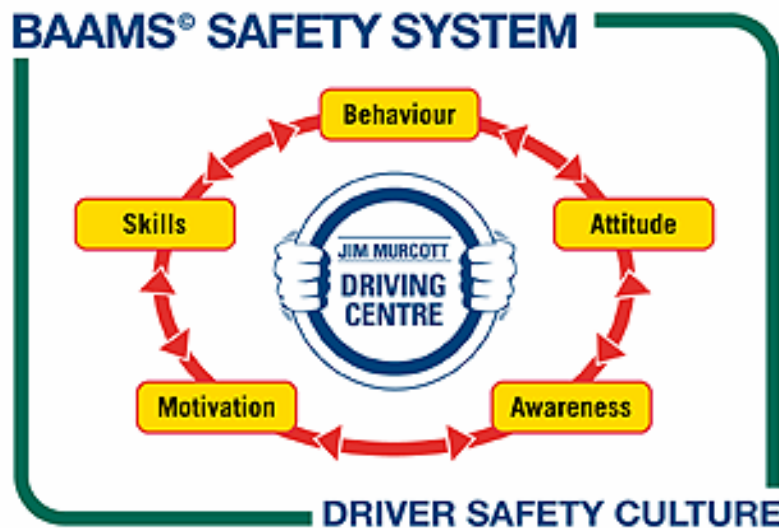 BAAMS© SAFETY SYSTEM
Behaviour
Skills
Attitude
JIM MURCOTT
DRIVING
CENTRE
Motivation
Awareness
DRIVER SAFETY CULTURE